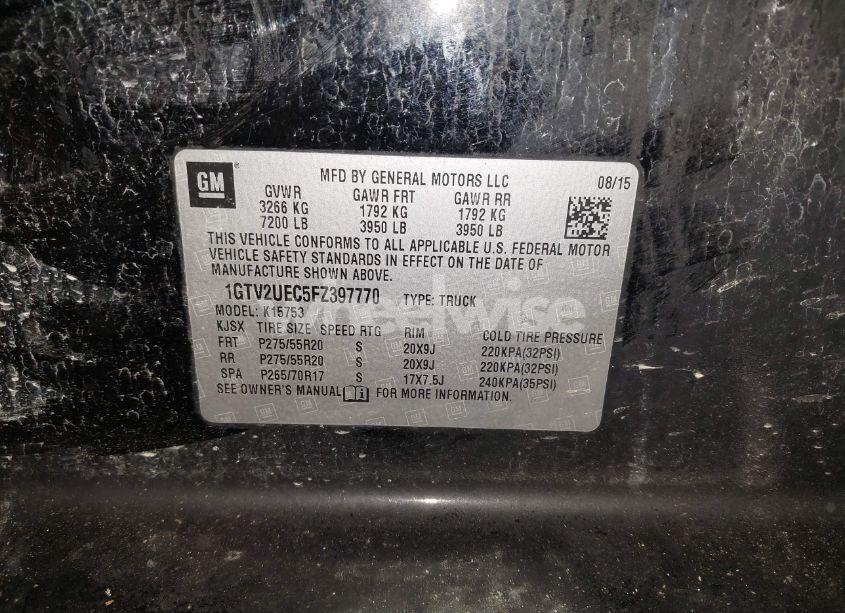 GM ® MFD BY GENERAL MOTORS LLC 08/15
GVWR GAWR FRT GAWR RR
3266 KG 1792 KG 1792 KG
7200 LB 3950 LB 3950 LB
THIS VEHICLE CONFORMS TO ALL APPLICABLE U.S. FEDERAL MOTOR
VEHICLE SAFETY STANDARDS IN EFFECT ON THE DATE OF
MANUFACTURE SHOWN ABOVE.
1GTV2UEC5FZ397770 TYPE: TRUCK
MODEL: K15753
wheelwise
KJSX TIRE SIZE SPEED RTG RIM COLD TIRE PRESSURE
FRT P275/55R20 S 20X9J 220KPA(32PSI)
RR P275/55R20 S 20X9J 220KPA(32PSI)
SPA P265/70R17 S 17X7.5J 240KPA(35PSI)
SEE OWNER'S MANUAL FOR MORE INFORMATION.